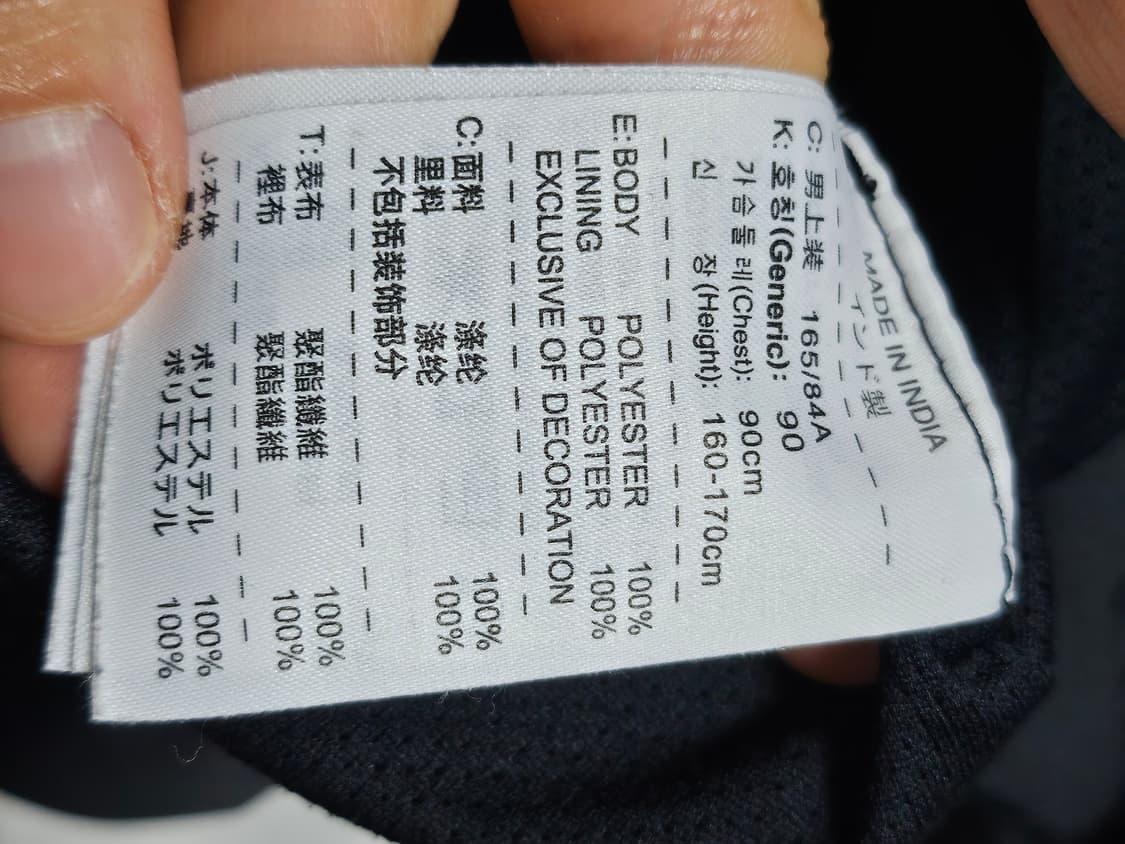 MADE IN INDIA
インド製
C: 男上装 165/84A
K: 호칭(Generic): 90
가슴둘레(Chest): 90cm
신 장(Height): 160-170cm
E: BODY POLYESTER 100%
LINING POLYESTER 100%
EXCLUSIVE OF DECORATION
C: 面料 涤纶 100%
里料 涤纶 100%
不包括装饰部分
T: 表布 聚酯纖維 100%
裡布 聚酯纖維 100%
J: 本体 ポリエステル 100%
ポリエステル 100%